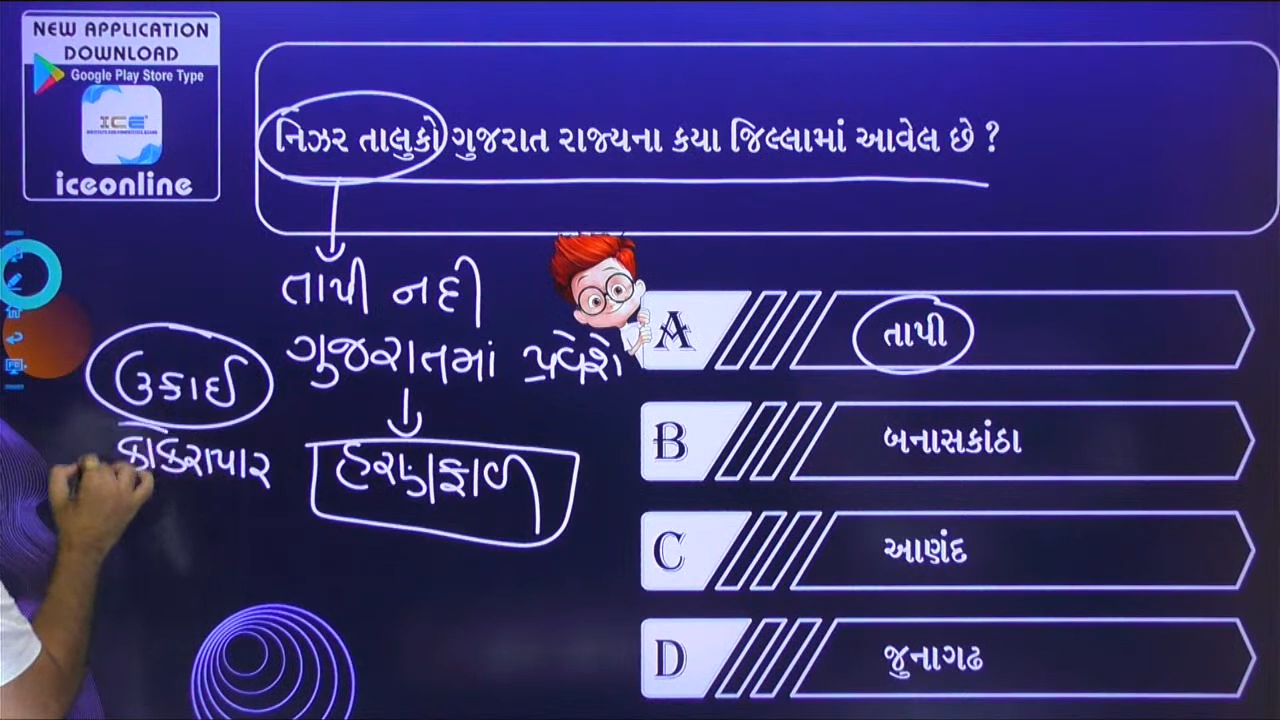 NEW APPLICATION
DOWNLOAD
Google Play Store Type
ICE
iceonline
નિઝર તાલુકો ગુજરાત રાજ્યના કયા જિલ્લામાં આવેલ છે ?
તાપી નદી
ગુજરાતમાં પ્રવેશે
હરણફાળ
ઉકાઈ
કાકરાપાર
A તાપી
B બનાસકાંઠા
C આણંદ
D જુનાગઢ